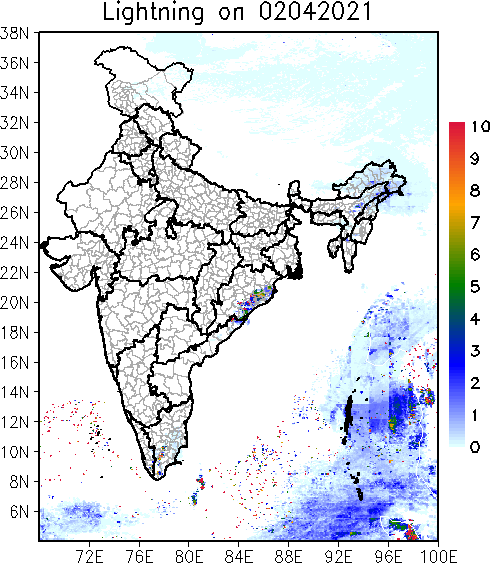 Lightning on 02042021
38N
36N
34N
32N
30N
28N
26N
24N
22N
20N
18N
16N
14N
12N
10N
8N
6N
72E 76E 80E 84E 88E 92E 96E 100E
10
9
8
7
6
5
4
3
2
1
0